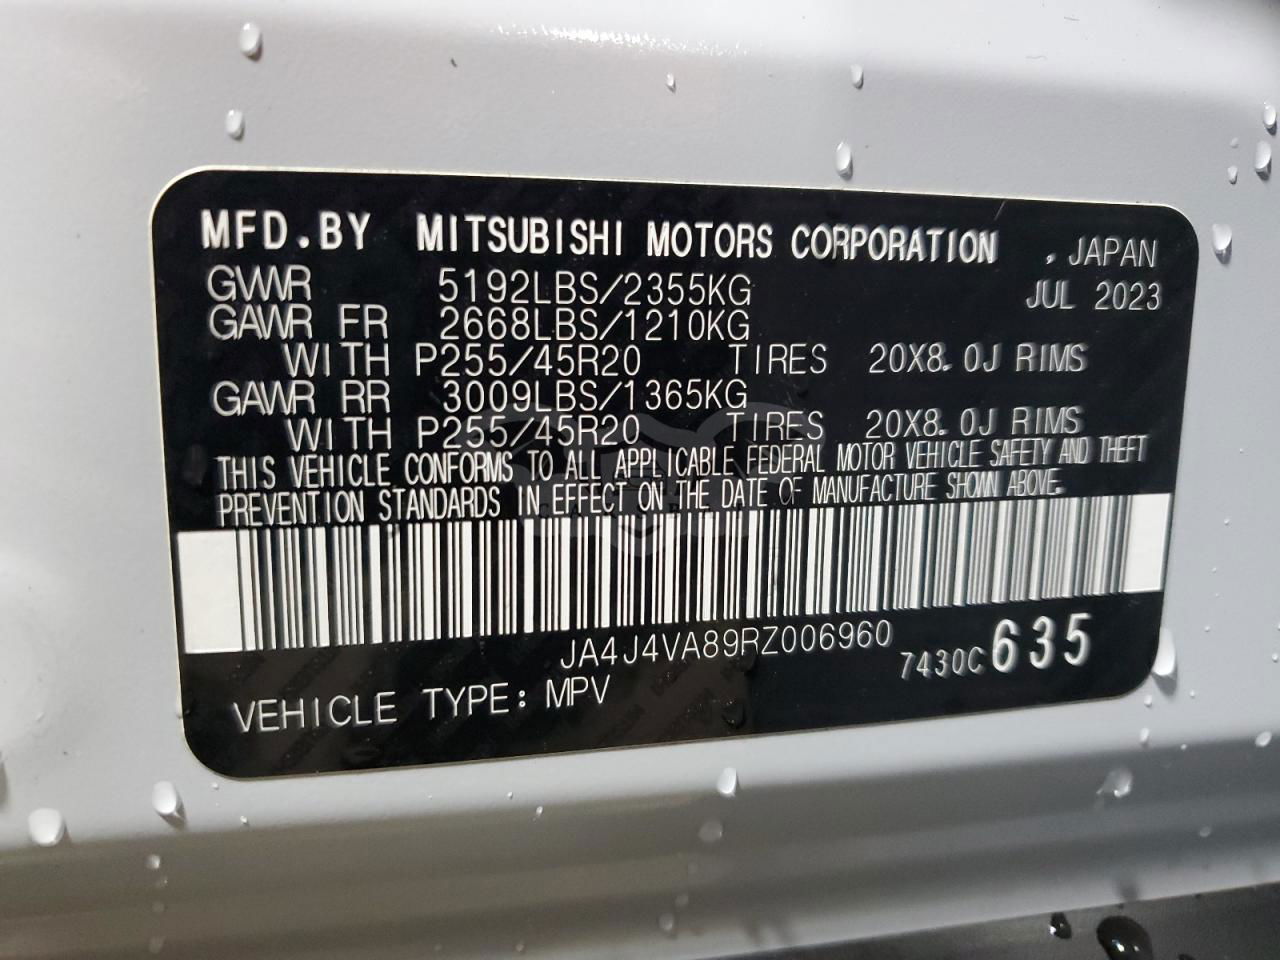 MFD.BY MITSUBISHI MOTORS CORPORATION , JAPAN
GVWR 5192LBS/2355KG JUL 2023
GAWR FR 2668LBS/1210KG
WITH P255/45R20 TIRES 20X8.0J RIMS
GAWR RR 3009LBS/1365KG
WITH P255/45R20 TIRES 20X8.0J RIMS
THIS VEHICLE CONFORMS TO ALL APPLICABLE FEDERAL MOTOR VEHICLE SAFETY AND THEFT
PREVENTION STANDARDS IN EFFECT ON THE DATE OF MANUFACTURE SHOWN ABOVE.
JA4J4VA89RZ006960 7430C635
VEHICLE TYPE: MPV